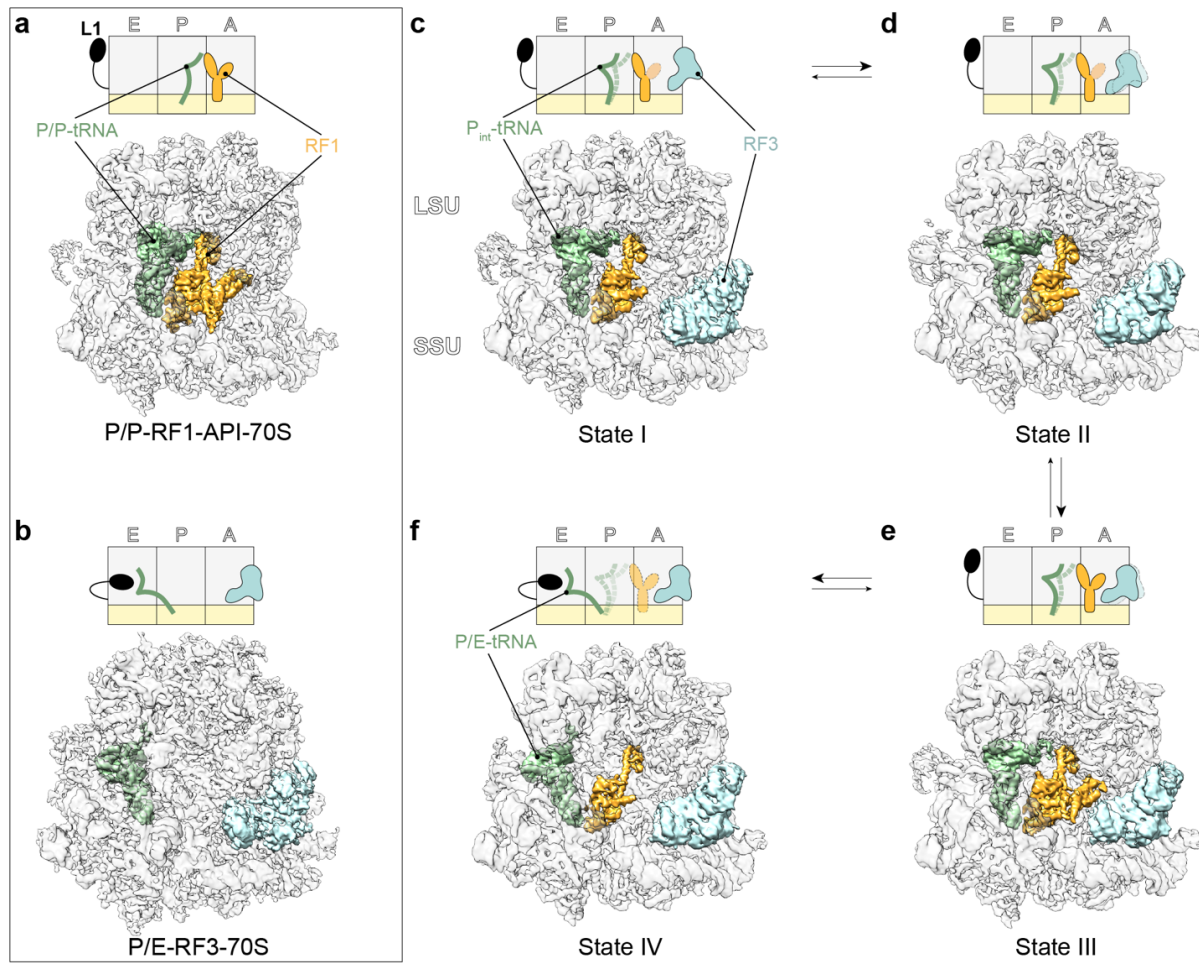 a
L1
E P A
P/P-tRNA
RF1
P/P-RF1-API-70S
b
E P A
P/E-RF3-70S
c
E P A
Pint-tRNA
RF3
LSU
SSU
State I
d
E P A
State II
f
E P A
P/E-tRNA
State IV
e
E P A
State III